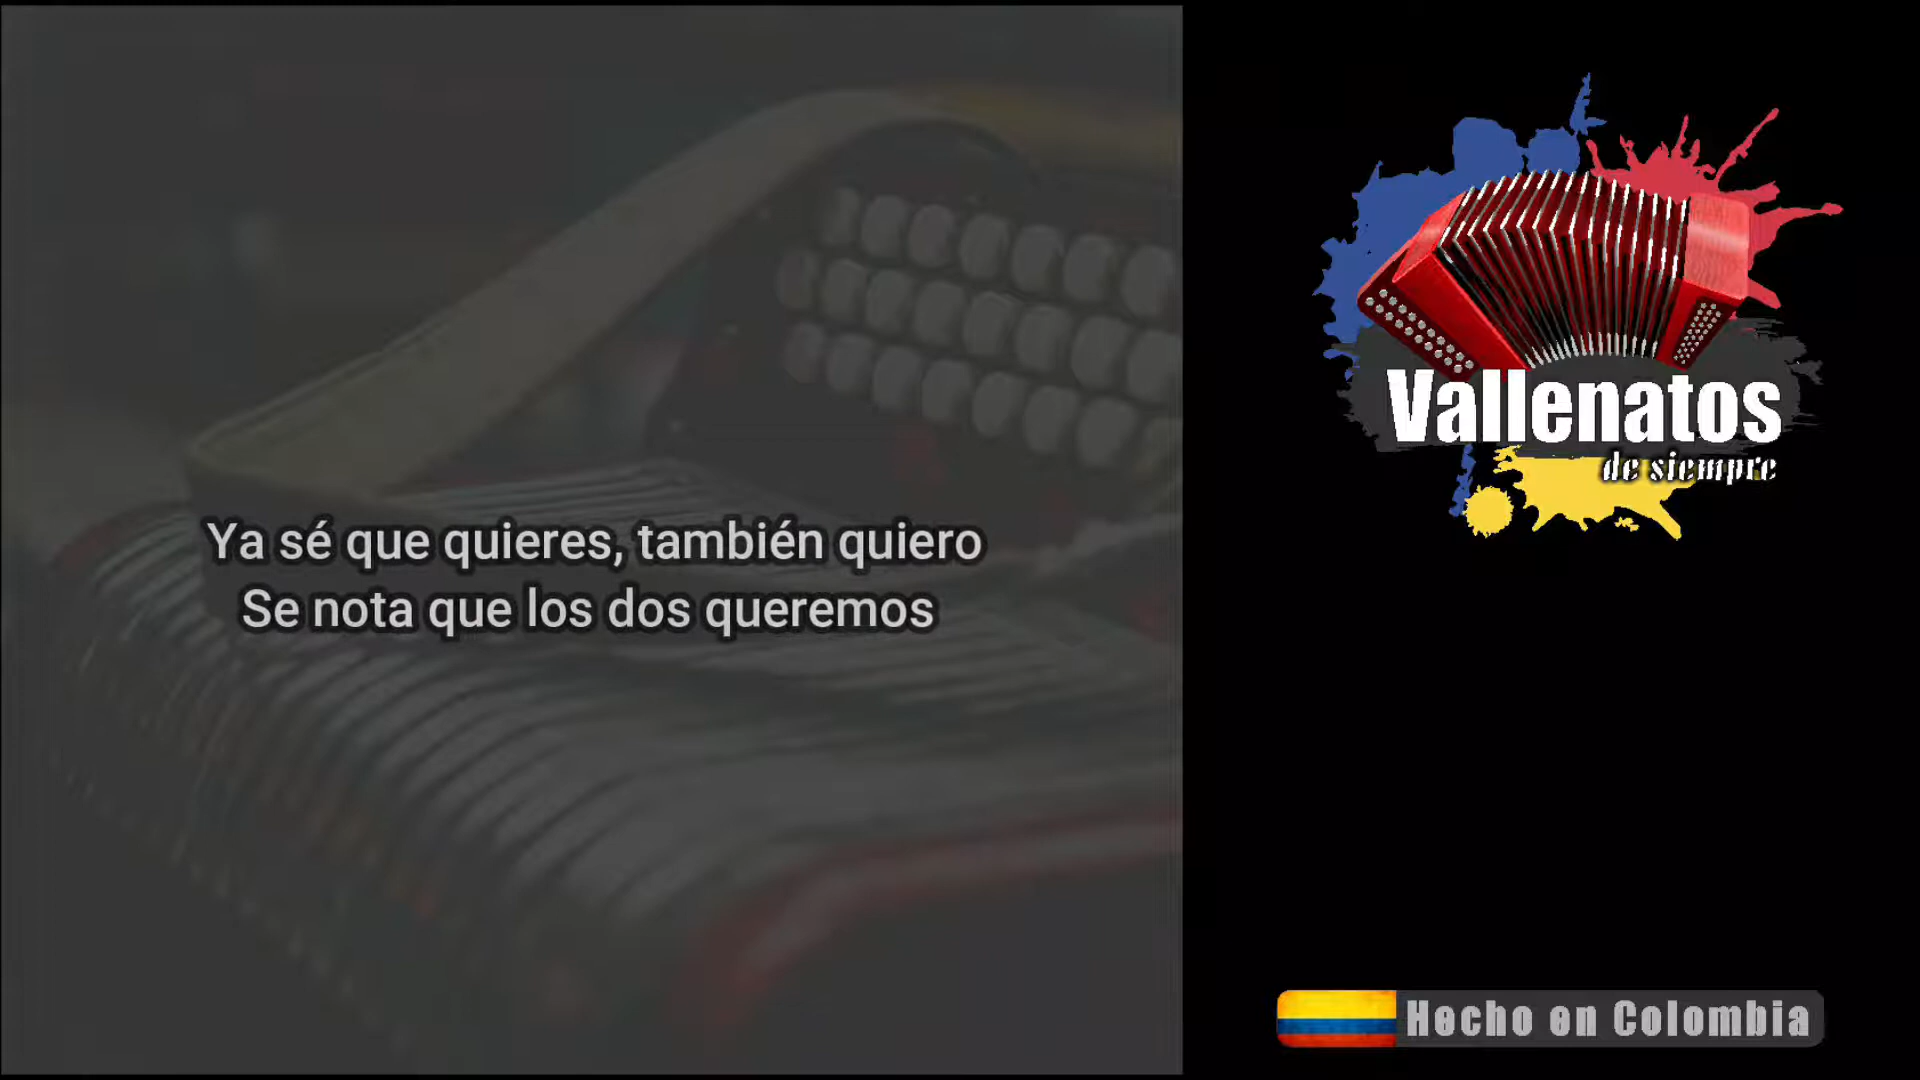 Ya sé que quieres, también quiero
Se nota que los dos queremos
Vallenatos
de siempre
Hecho en Colombia